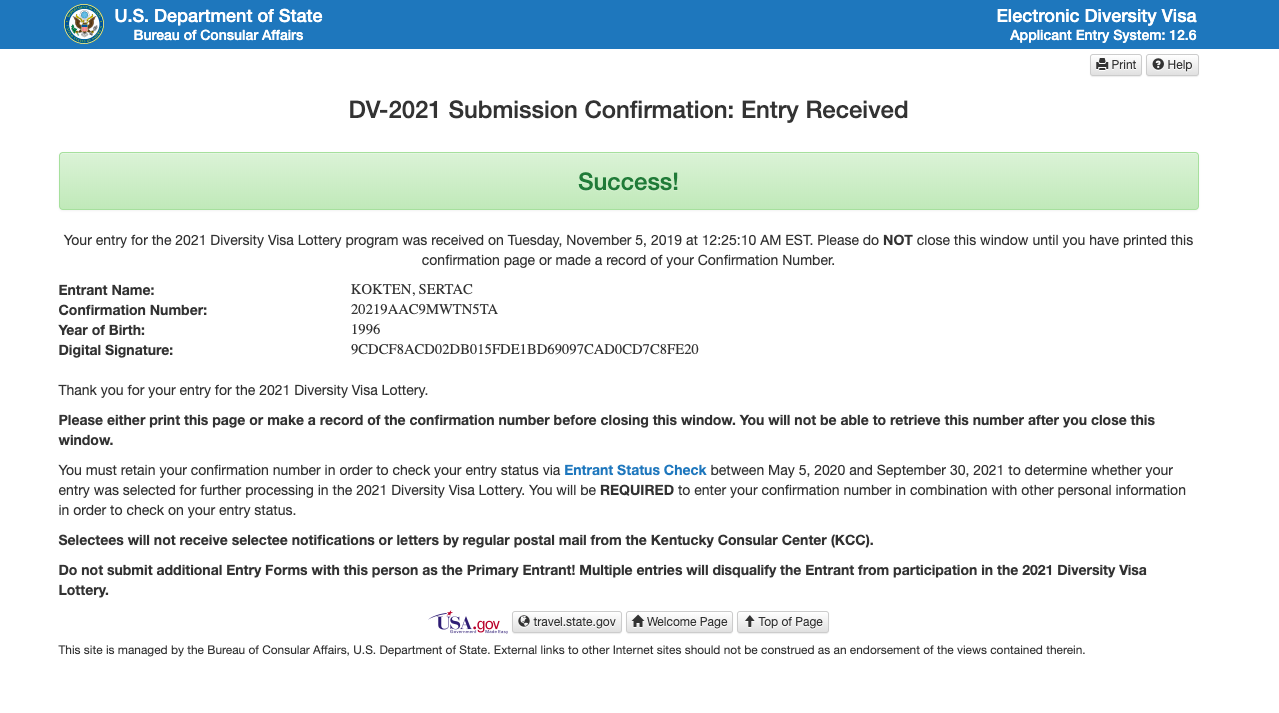 U.S. Department of State
Bureau of Consular Affairs
Electronic Diversity Visa
Applicant Entry System: 12.6
Print Help
DV-2021 Submission Confirmation: Entry Received
Success!
Your entry for the 2021 Diversity Visa Lottery program was received on Tuesday, November 5, 2019 at 12:25:10 AM EST. Please do NOT close this window until you have printed this
confirmation page or made a record of your Confirmation Number.
Entrant Name: KOKTEN, SERTAC
Confirmation Number: 20219AAC9MWTN5TA
Year of Birth: 1996
Digital Signature: 9CDCF8ACD02DB015FDE1BD69097CAD0CD7C8FE20
Thank you for your entry for the 2021 Diversity Visa Lottery.
Please either print this page or make a record of the confirmation number before closing this window. You will not be able to retrieve this number after you close this
window.
You must retain your confirmation number in order to check your entry status via Entrant Status Check between May 5, 2020 and September 30, 2021 to determine whether your
entry was selected for further processing in the 2021 Diversity Visa Lottery. You will be REQUIRED to enter your confirmation number in combination with other personal information
in order to check on your entry status.
Selectees will not receive selectee notifications or letters by regular postal mail from the Kentucky Consular Center (KCC).
Do not submit additional Entry Forms with this person as the Primary Entrant! Multiple entries will disqualify the Entrant from participation in the 2021 Diversity Visa
Lottery.
USA.gov travel.state.gov Welcome Page Top of Page
Government Made Easy
This site is managed by the Bureau of Consular Affairs, U.S. Department of State. External links to other Internet sites should not be construed as an endorsement of the views contained therein.